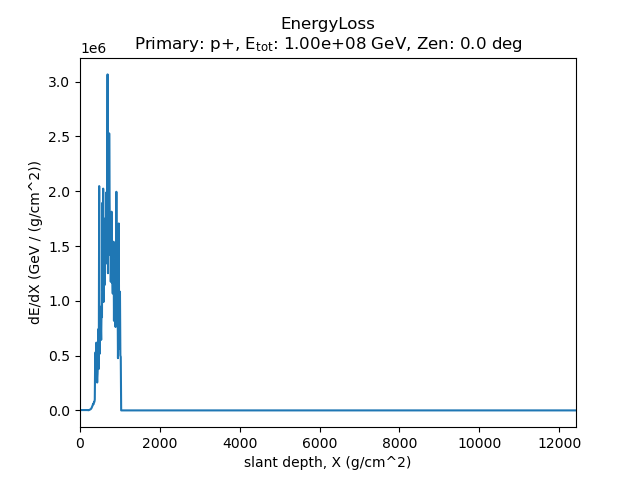 EnergyLoss
Primary: p+, E_tot: 1.00e+08 GeV, Zen: 0.0 deg
1e6
3.0
2.5
2.0
1.5
1.0
0.5
0.0
dE/dX (GeV / (g/cm^2))
0 2000 4000 6000 8000 10000 12000
slant depth, X (g/cm^2)